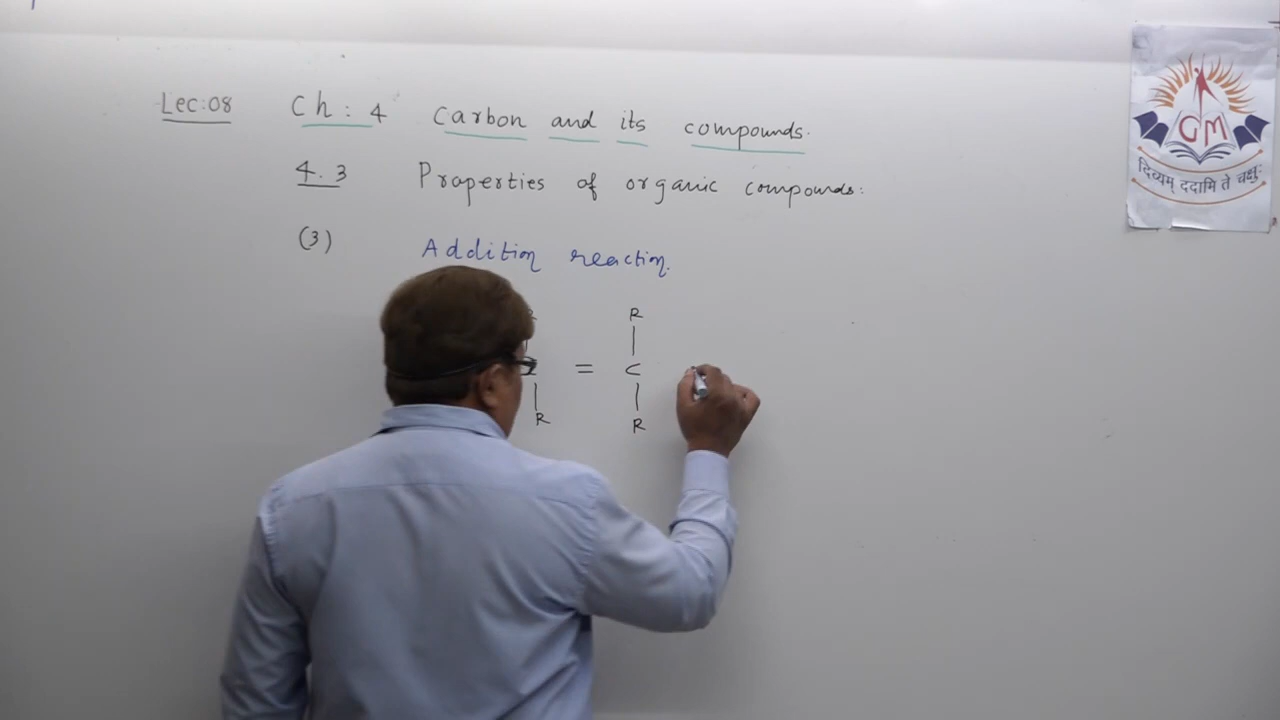 Lec:08 Ch: 4 Carbon and its compounds.
4.3 Properties of organic compounds:
(3) Addition reaction.
R
= C
R R
GM
दिव्यम् ददामि ते चक्षुः